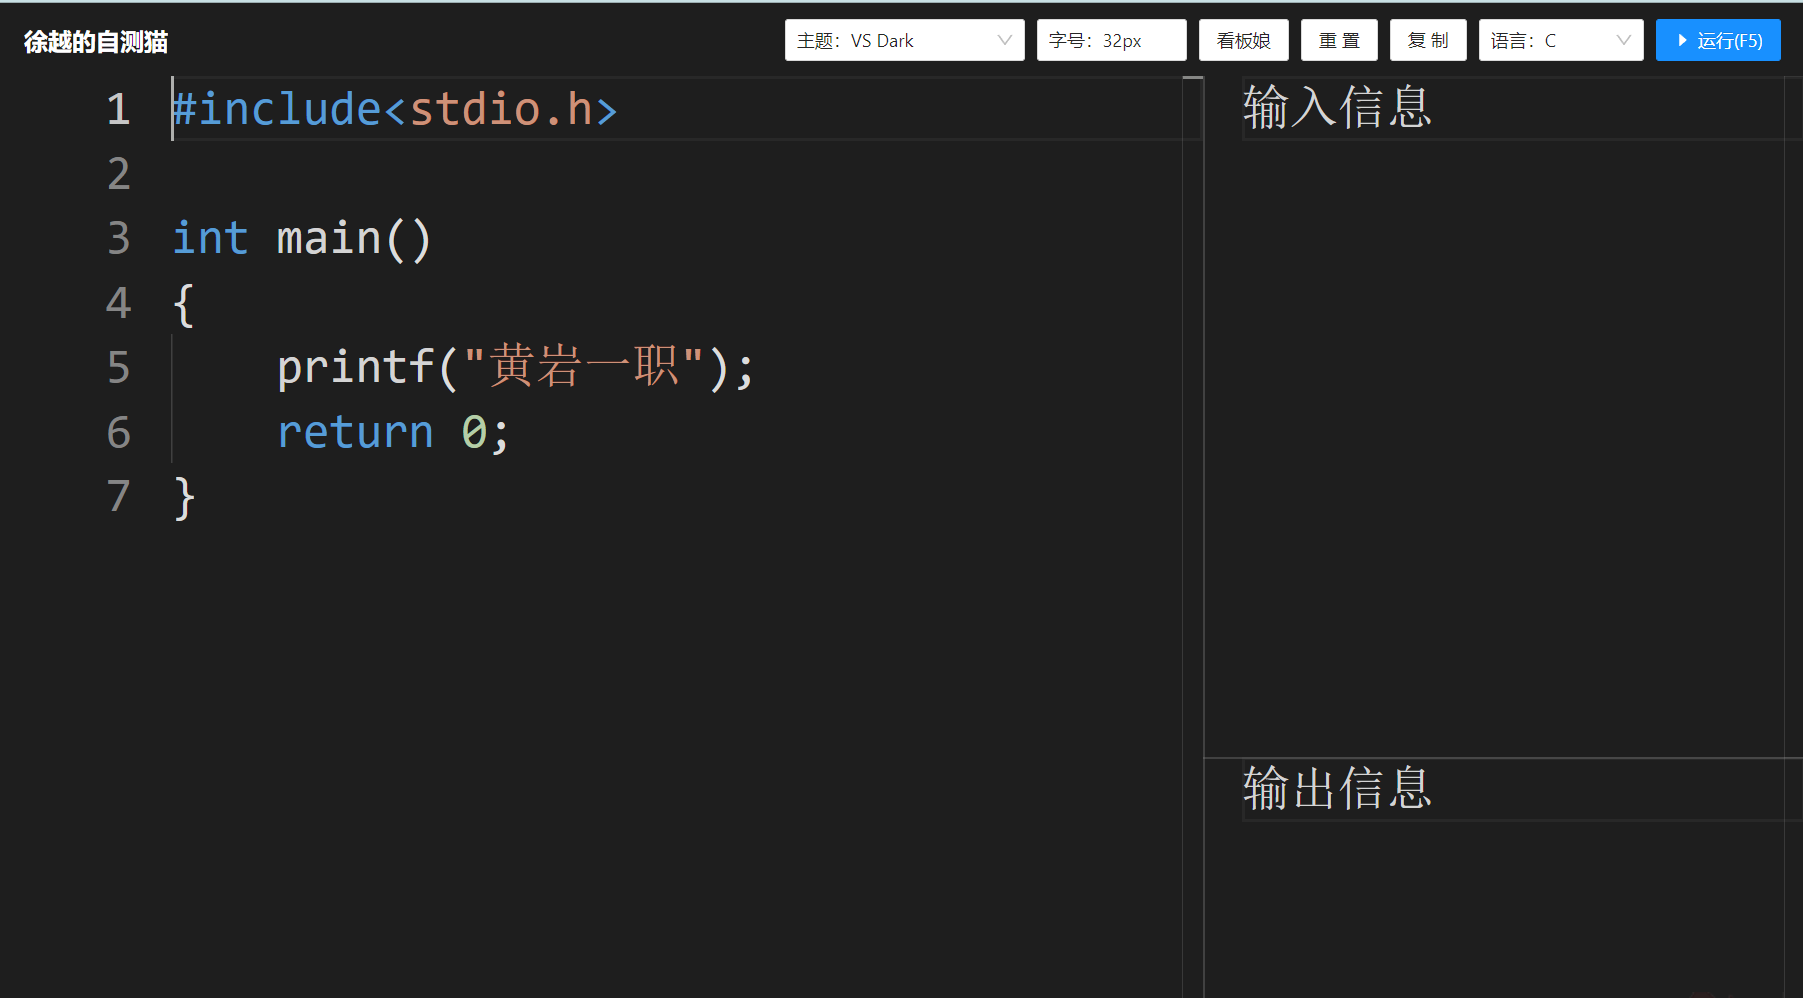 徐越的自测猫
主题：VS Dark
字号：32px
看板娘
重 置
复 制
语言：C
运行(F5)
1 #include<stdio.h>
2
3 int main()
4 {
5     printf("黄岩一职");
6     return 0;
7 }
输入信息
输出信息